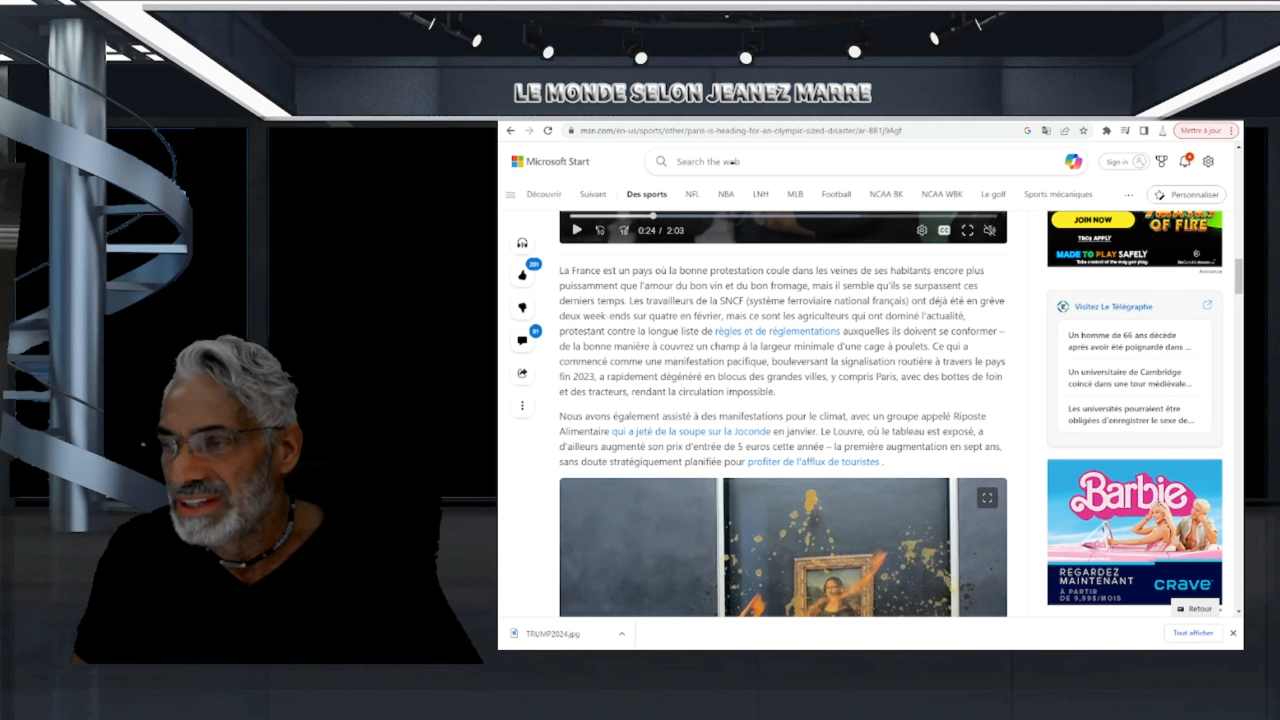 LE MONDE SELON JEANEZ MARRE
msn.com/en-us/sports/other/paris-is-heading-for-an-olympic-sized-disaster/ar-BB1j9Aqf
Mettre à jour
Microsoft Start
Search the web
Sign in
4
Découvrir
Suivant
Des sports
NFL
NBA
LNH
MLB
Football
NCAA BK
NCAA WBK
Le golf
Sports mécaniques
Personnaliser
0:24 / 2:03
CC
201
81
La France est un pays où la bonne protestation coule dans les veines de ses habitants encore plus
puissamment que l'amour du bon vin et du bon fromage, mais il semble qu'ils se surpassent ces
derniers temps. Les travailleurs de la SNCF (système ferroviaire national français) ont déjà été en grève
deux week-ends sur quatre en février, mais ce sont les agriculteurs qui ont dominé l'actualité,
protestant contre la longue liste de règles et de réglementations auxquelles ils doivent se conformer –
de la bonne manière à couvrez un champ à la largeur minimale d'une cage à poulets. Ce qui a
commencé comme une manifestation pacifique, bouleversant la signalisation routière à travers le pays
fin 2023, a rapidement dégénéré en blocus des grandes villes, y compris Paris, avec des bottes de foin
et des tracteurs, rendant la circulation impossible.
Nous avons également assisté à des manifestations pour le climat, avec un groupe appelé Riposte
Alimentaire qui a jeté de la soupe sur la Joconde en janvier. Le Louvre, où le tableau est exposé, a
d'ailleurs augmenté son prix d'entrée de 5 euros cette année – la première augmentation en sept ans,
sans doute stratégiquement planifiée pour profiter de l'afflux de touristes .
JOIN NOW
OF FIRE
T&Cs APPLY
MADE TO PLAY SAFELY
Annonce
Visitez Le Télégraphe
Un homme de 66 ans décède
après avoir été poignardé dans ...
Un universitaire de Cambridge
coincé dans une tour médiévale...
Les universités pourraient être
obligées d'enregistrer le sexe de...
Barbie
REGARDEZ
MAINTENANT
À PARTIR
DE 9,99$/MOIS
CRAVE
Retour
TRUMP2024.jpg
Tout afficher